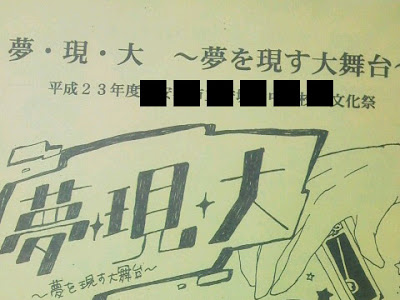 夢・現・大 〜夢を現す大舞台〜
平成23年度 文化祭
夢・現・大
〜夢を現す大舞台〜